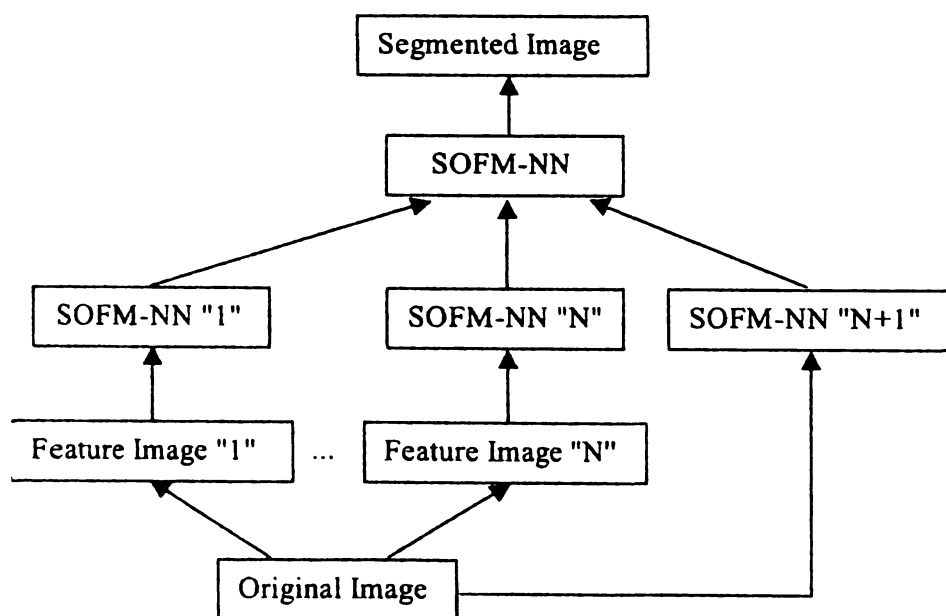 Segmented Image
SOFM-NN
SOFM-NN "1"
SOFM-NN "N"
SOFM-NN "N+1"
Feature Image "1"
...
Feature Image "N"
Original Image